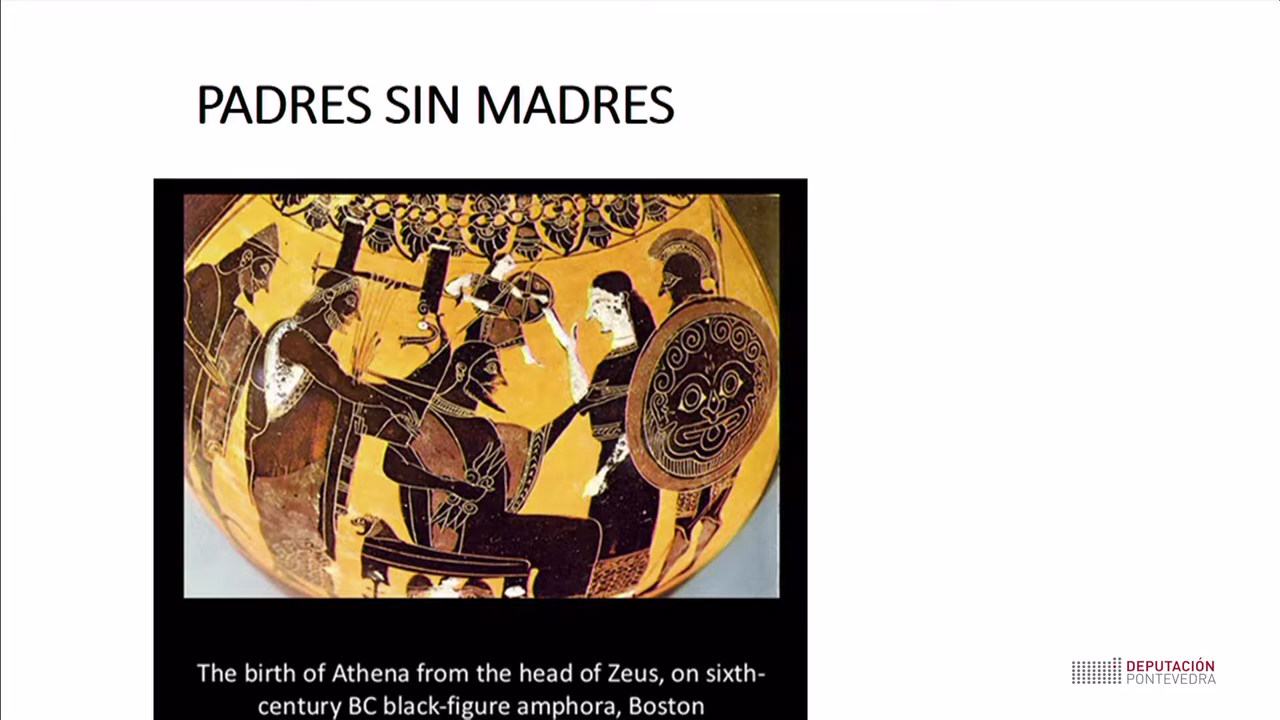 PADRES SIN MADRES
The birth of Athena from the head of Zeus, on sixth-
century BC black-figure amphora, Boston
DEPUTACIÓN
PONTEVEDRA